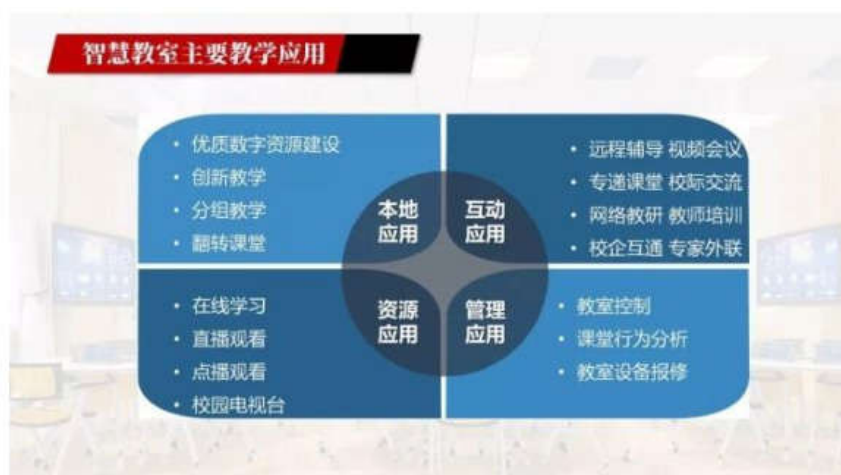 智慧教室主要教学应用
• 优质数字资源建设
• 创新教学
• 分组教学
• 翻转课堂
本地
应用
互动
应用
• 远程辅导 视频会议
• 专递课堂 校际交流
• 网络教研 教师培训
• 校企互通 专家外联
• 在线学习
• 直播观看
• 点播观看
• 校园电视台
资源
应用
管理
应用
• 教室控制
• 课堂行为分析
• 教室设备报修